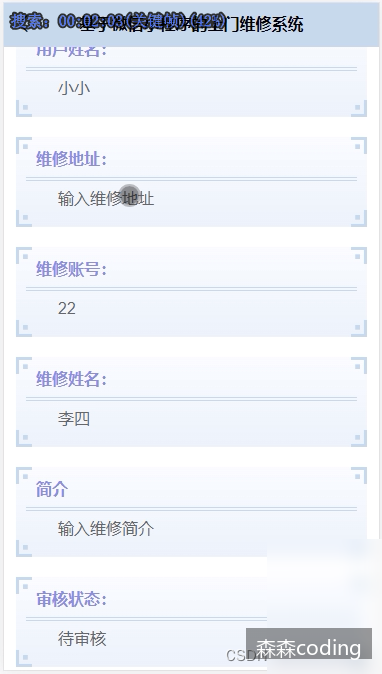 搜索: 00:02:03(关键帧) (42%)
基于微信小程序的上门维修系统
用户姓名:
小小
维修地址:
输入维修地址
维修账号:
22
维修姓名:
李四
简介
输入维修简介
审核状态:
待审核
CSDN
森森coding